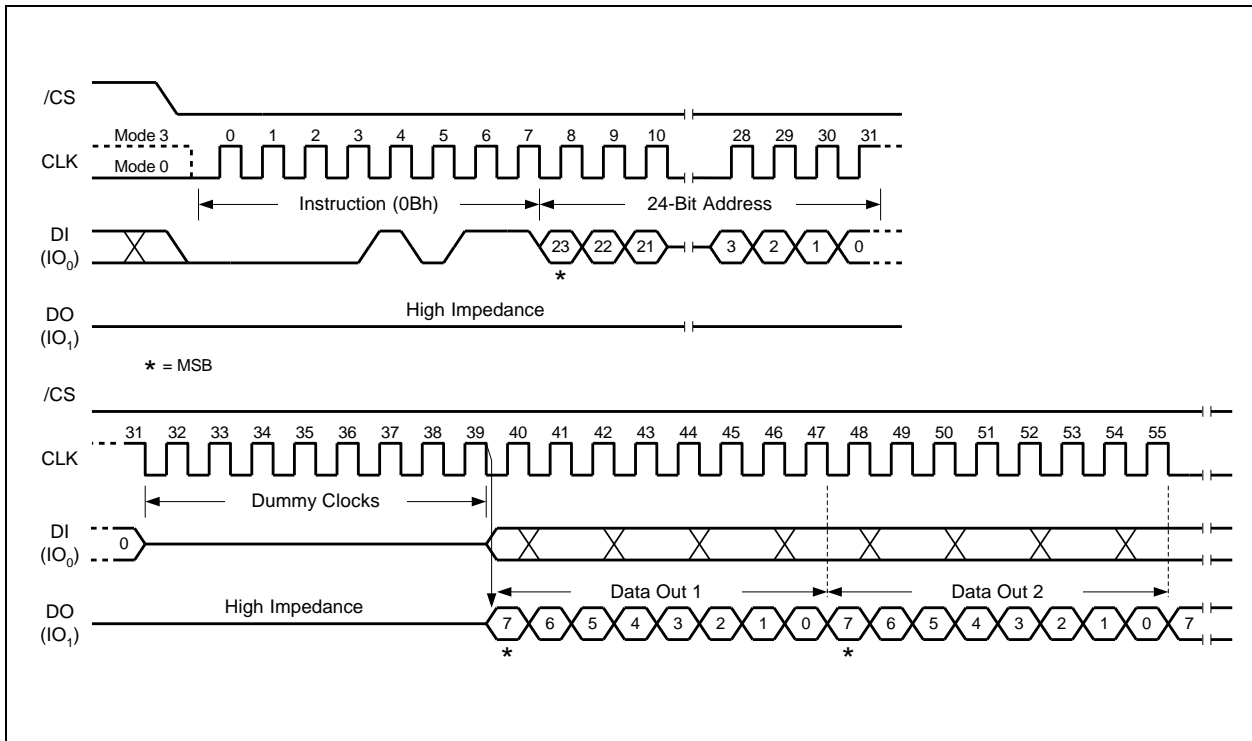 /CS
Mode 3 0 1 2 3 4 5 6 7 8 9 10 28 29 30 31
CLK
Mode 0
Instruction (0Bh) 24-Bit Address
DI
(IO0)
23 22 21 3 2 1 0
*
High Impedance
DO
(IO1)
* = MSB
/CS
31 32 33 34 35 36 37 38 39 40 41 42 43 44 45 46 47 48 49 50 51 52 53 54 55
CLK
Dummy Clocks
DI
(IO0)
0
Data Out 1 Data Out 2
High Impedance
DO
(IO1)
7 6 5 4 3 2 1 0 7 6 5 4 3 2 1 0 7
* *